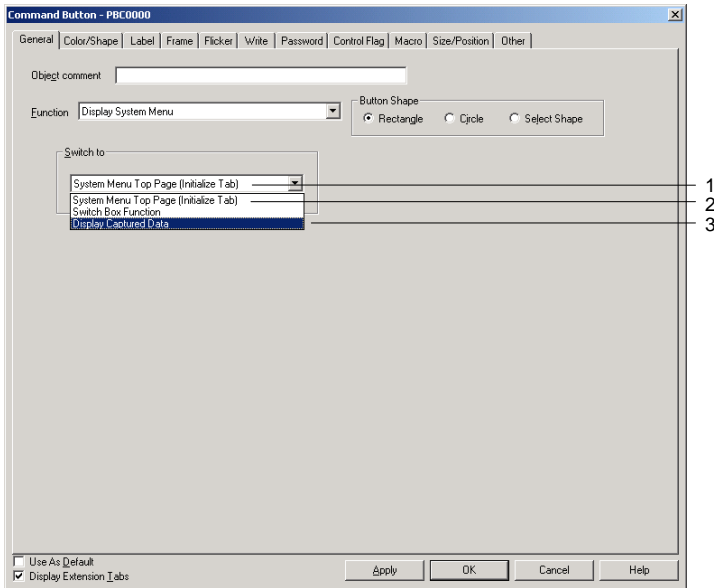 Command Button - PBC0000
General Color/Shape Label Frame Flicker Write Password Control Flag Macro Size/Position Other
Object comment
Function Display System Menu
Button Shape
Rectangle Circle Select Shape
Switch to
System Menu Top Page (Initialize Tab) 1
System Menu Top Page (Initialize Tab) 2
Switch Box Function
Display Captured Data 3
Use As Default
Display Extension Tabs
Apply OK Cancel Help